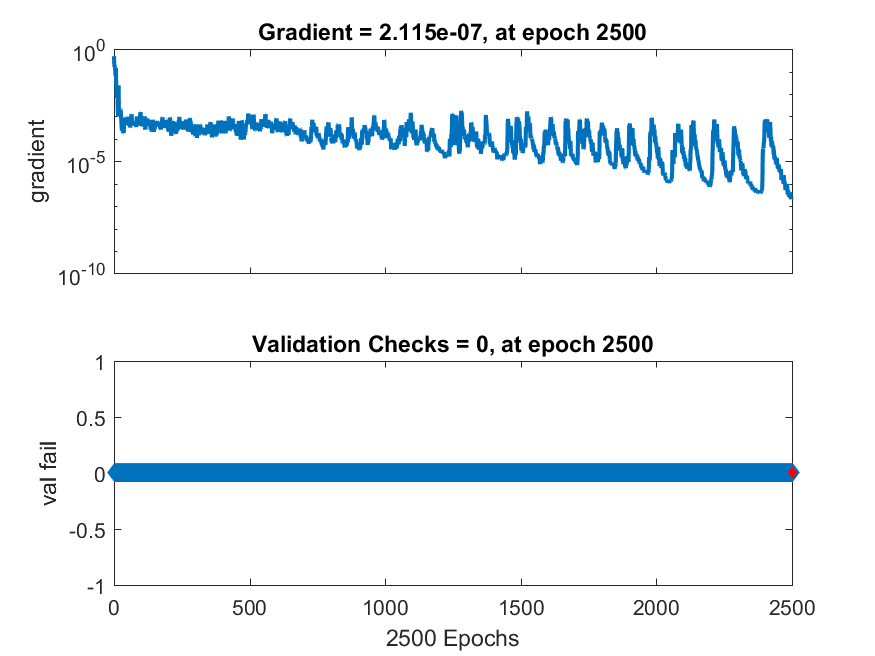 Gradient = 2.115e-07, at epoch 2500
10^0
10^-5
10^-10
gradient
Validation Checks = 0, at epoch 2500
1
0.5
0
-0.5
-1
val fail
0 500 1000 1500 2000 2500
2500 Epochs